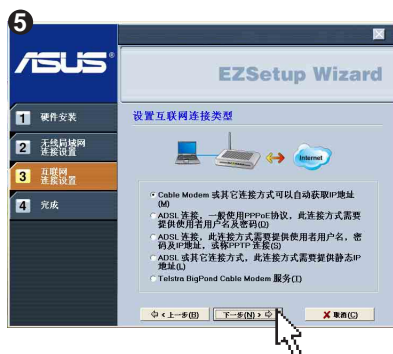 5
ASUS
EZSetup Wizard
1 硬件安装
2 无线局域网
连接设置
3 互联网
连接设置
4 完成
设置互联网连接类型
Internet
Cable Modem 或其它连接方式可以自动获取IP地址
(M)
ADSL 连接，一般使用PPPoE协议，此连接方式需要
提供使用者用户名及密码(O)
ADSL 连接，此连接方式需要提供使用者用户名，密
码及IP地址，或称PPTP 连接(S)
ADSL 或其它连接方式，此连接方式需要提供静态IP
地址(L)
Telstra BigPond Cable Modem 服务(T)
< 上一步(B)
下一步(N) >
取消(C)